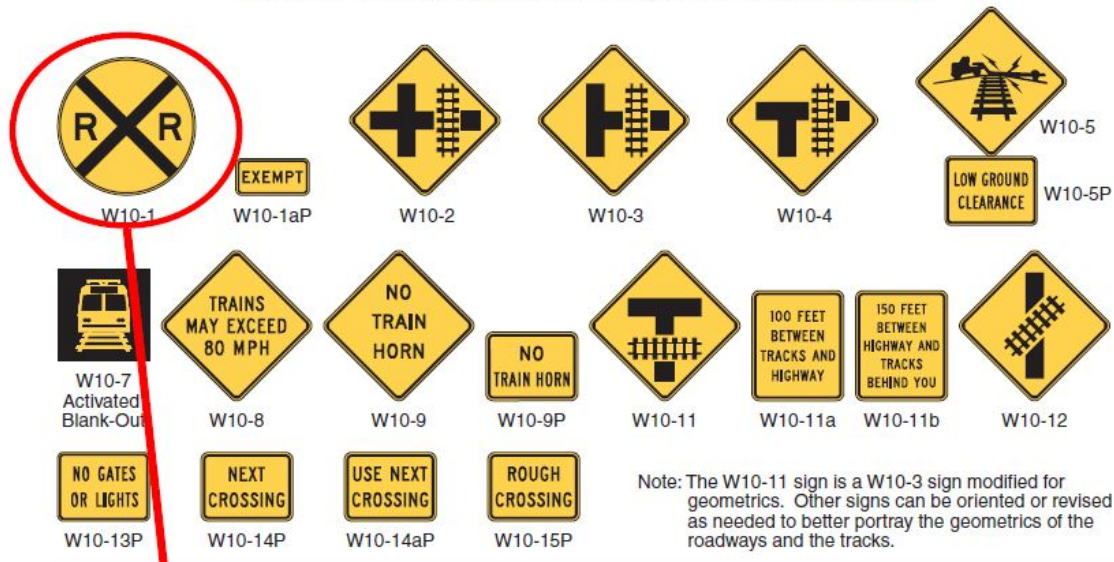 R R
EXEMPT
W10-1
W10-1aP
W10-2
W10-3
W10-4
W10-5
LOW GROUND
CLEARANCE
W10-5P
W10-7
Activated
Blank-Out
TRAINS
MAY EXCEED
80 MPH
W10-8
NO
TRAIN
HORN
W10-9
NO
TRAIN HORN
W10-9P
W10-11
100 FEET
BETWEEN
TRACKS AND
HIGHWAY
W10-11a
150 FEET
BETWEEN
HIGHWAY AND
TRACKS
BEHIND YOU
W10-11b
W10-12
NO GATES
OR LIGHTS
W10-13P
NEXT
CROSSING
W10-14P
USE NEXT
CROSSING
W10-14aP
ROUGH
CROSSING
W10-15P
Note: The W10-11 sign is a W10-3 sign modified for
geometrics. Other signs can be oriented or revised
as needed to better portray the geometrics of the
roadways and the tracks.